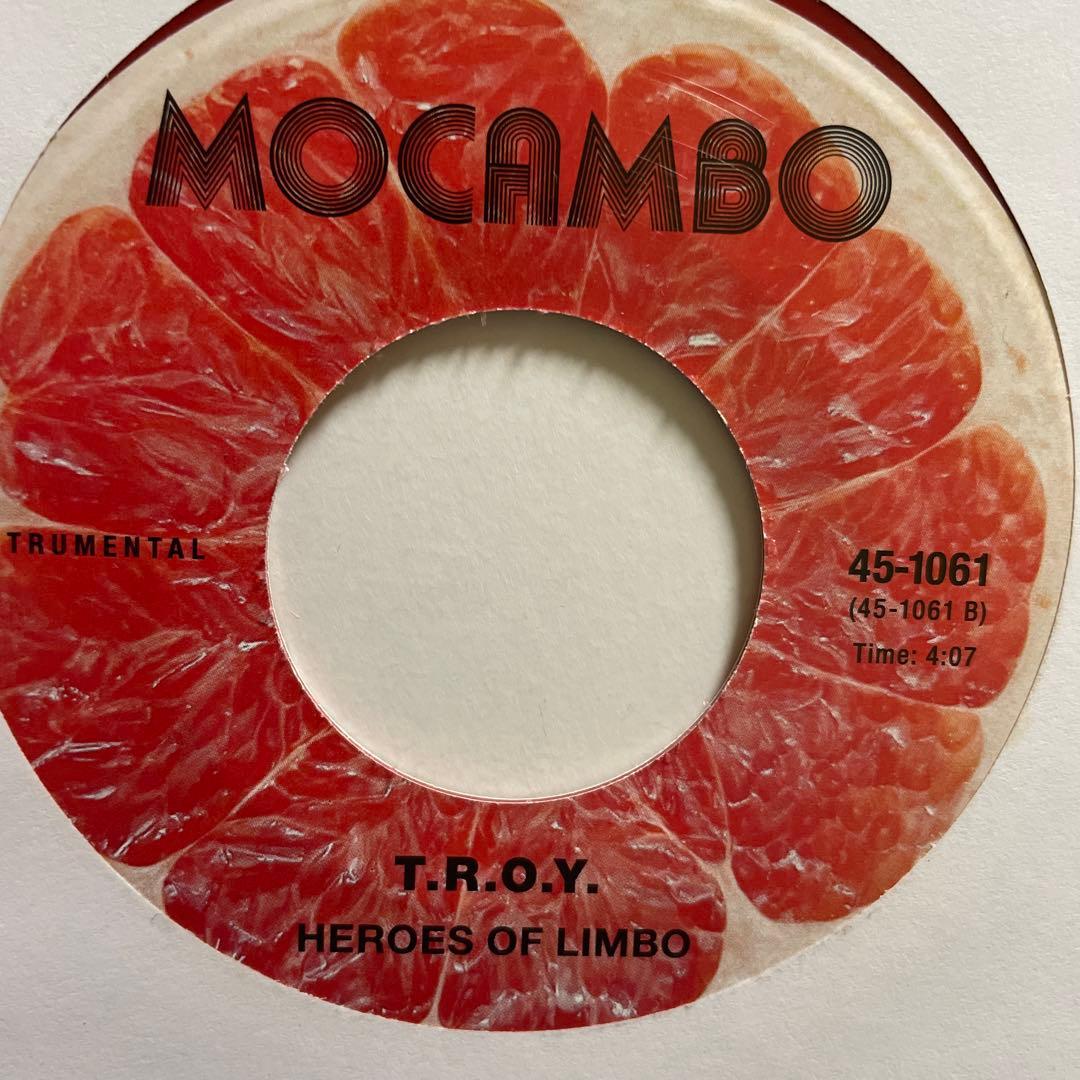 MOCAMBO
TRUMENTAL
45-1061
(45-1061 B)
Time: 4:07
T.R.O.Y.
HEROES OF LIMBO